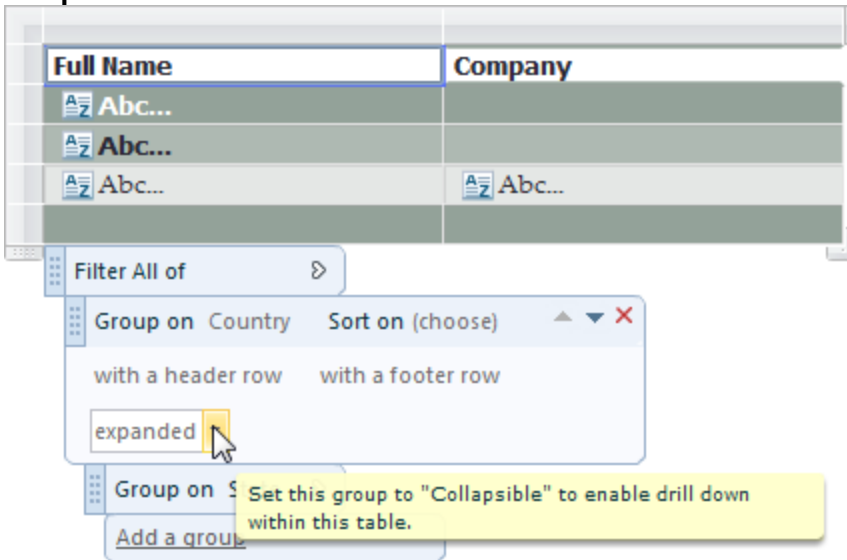 Full Name Company
Abc...
Abc...
Abc... Abc...
Filter All of
Group on Country Sort on (choose)
with a header row with a footer row
expanded
Group on
Set this group to "Collapsible" to enable drill down
within this table.
Add a group